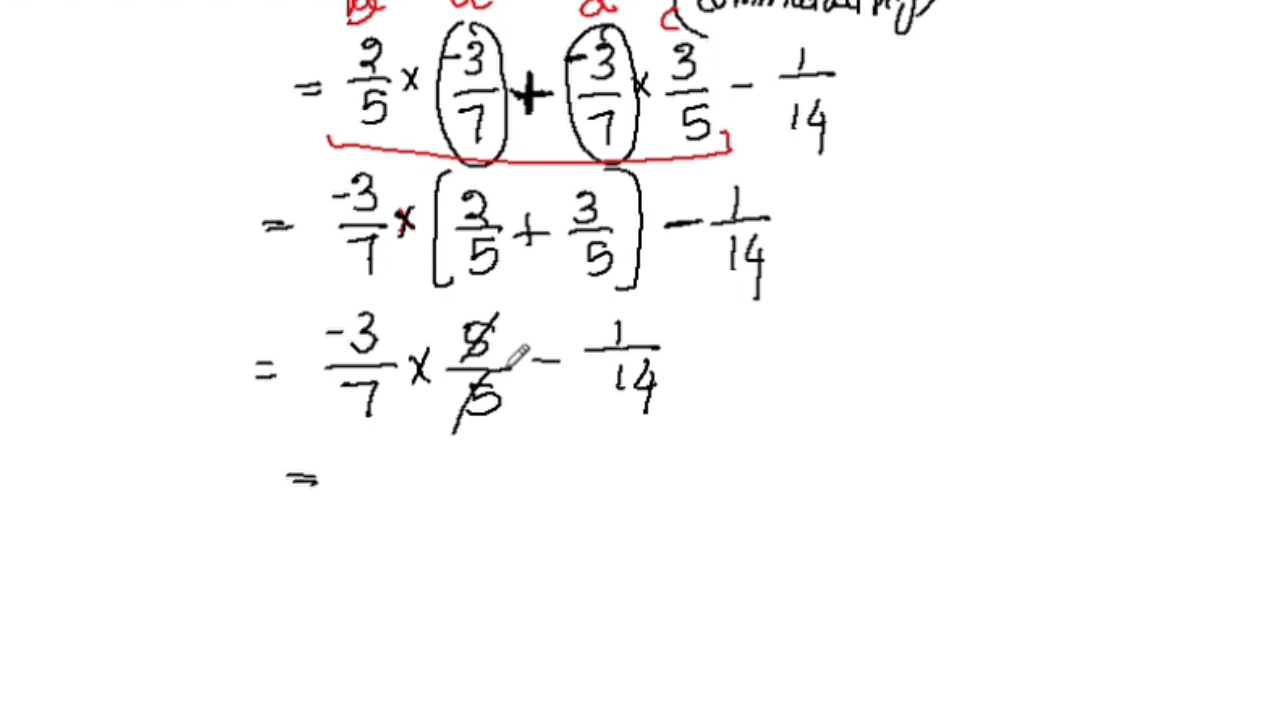 = 2/5 × -3/7 + -3/7 × 3/5 - 1/14
= -3/7 × [2/5 + 3/5] - 1/14
= -3/7 × 5/5 - 1/14
=